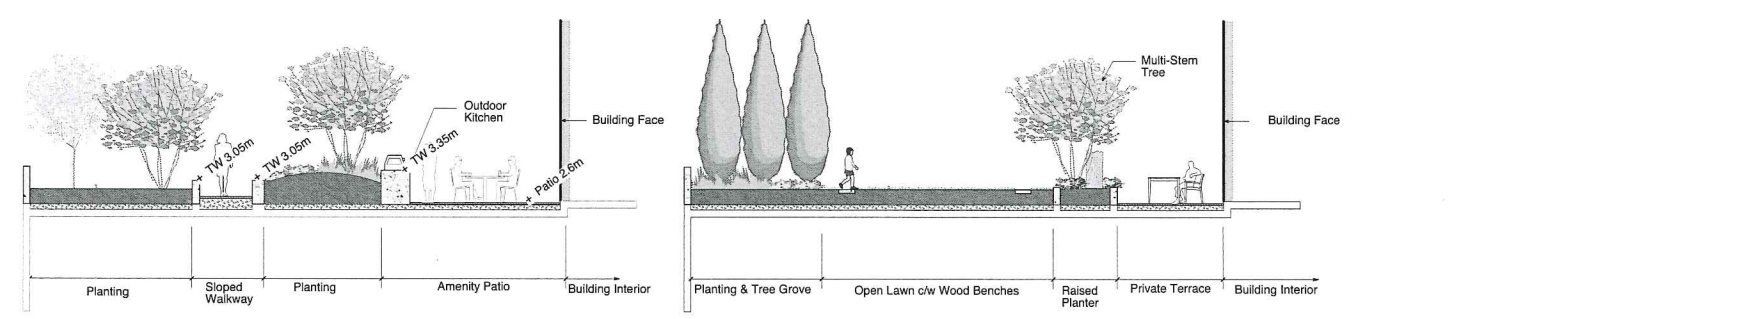 Outdoor
Kitchen
TW 3.05m
TW 3.05m
TW 3.35m
Patio 2.6m
Building Face
Planting
Sloped
Walkway
Planting
Amenity Patio
Building Interior
Multi-Stem
Tree
Building Face
Planting & Tree Grove
Open Lawn c/w Wood Benches
Raised
Planter
Private Terrace
Building Interior